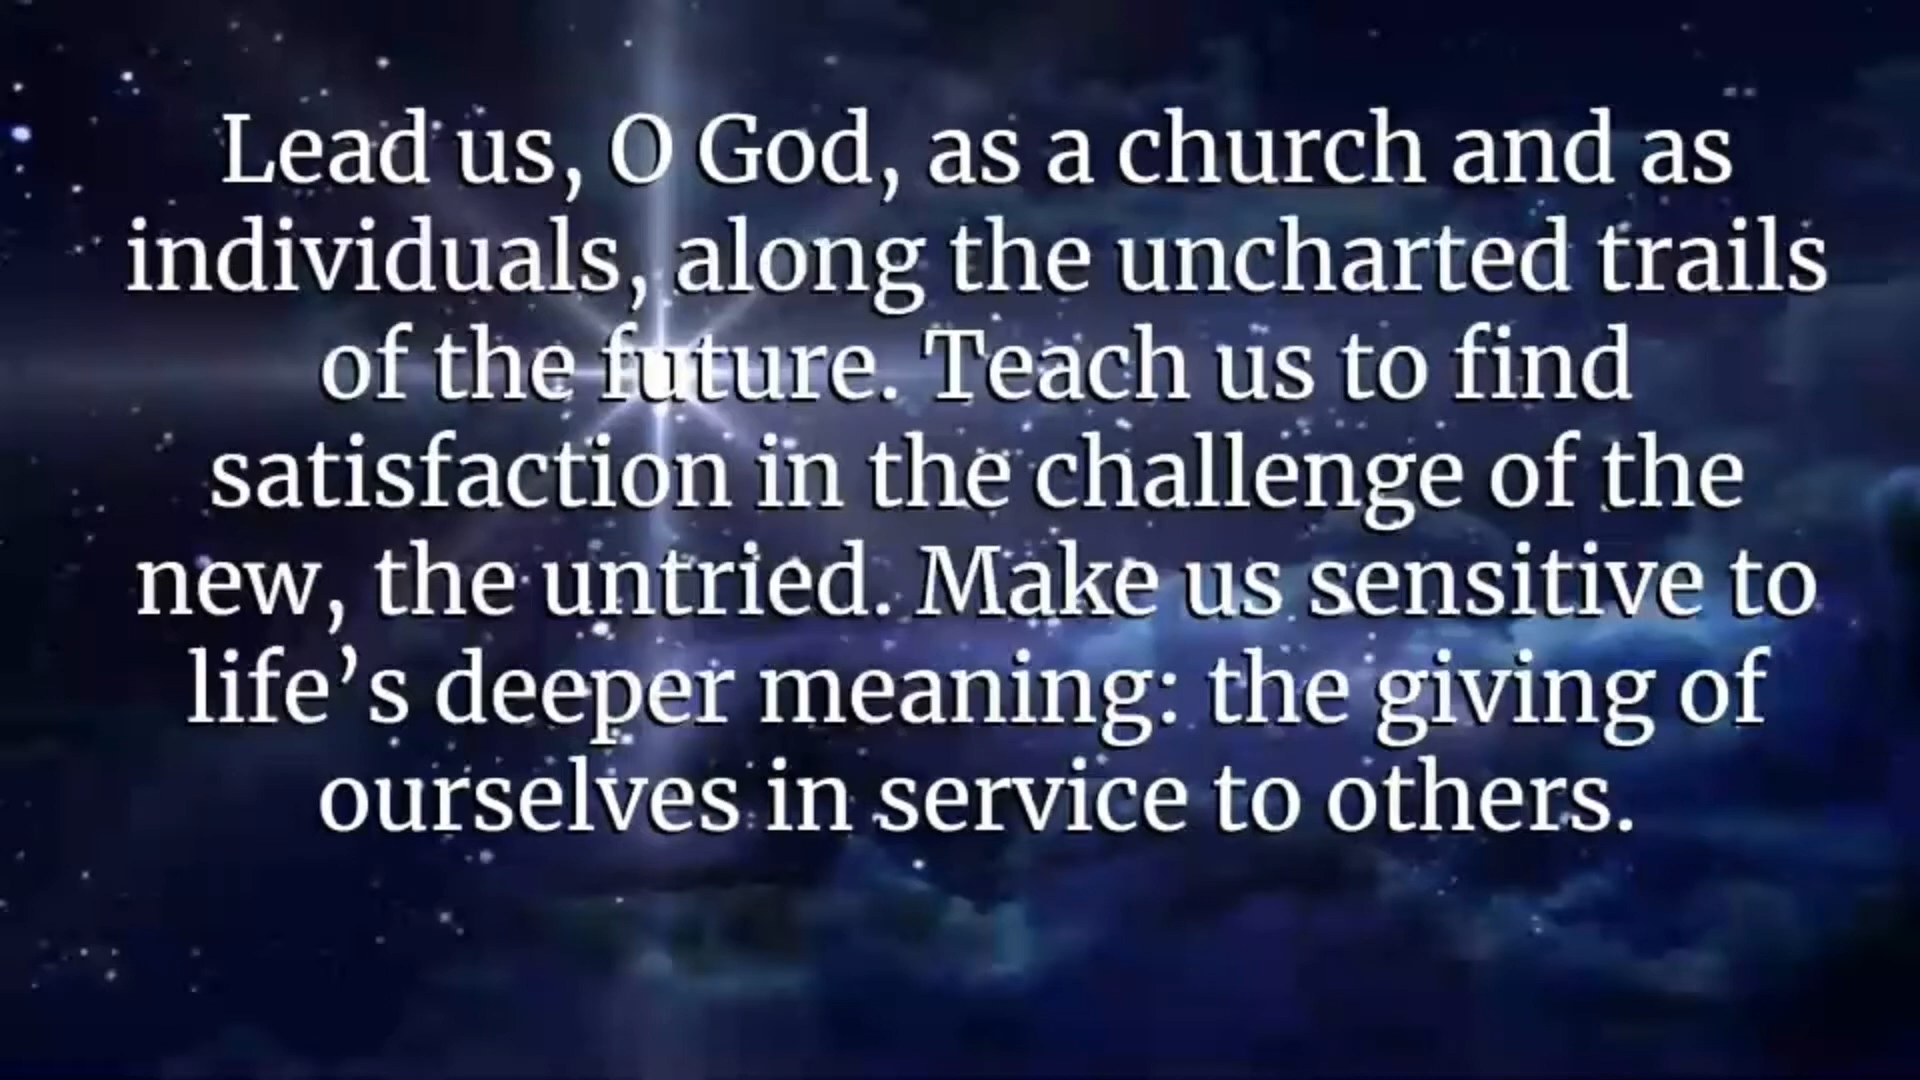 Lead us, O God, as a church and as
individuals, along the uncharted trails
of the future. Teach us to find
satisfaction in the challenge of the
new, the untried. Make us sensitive to
life’s deeper meaning: the giving of
ourselves in service to others.